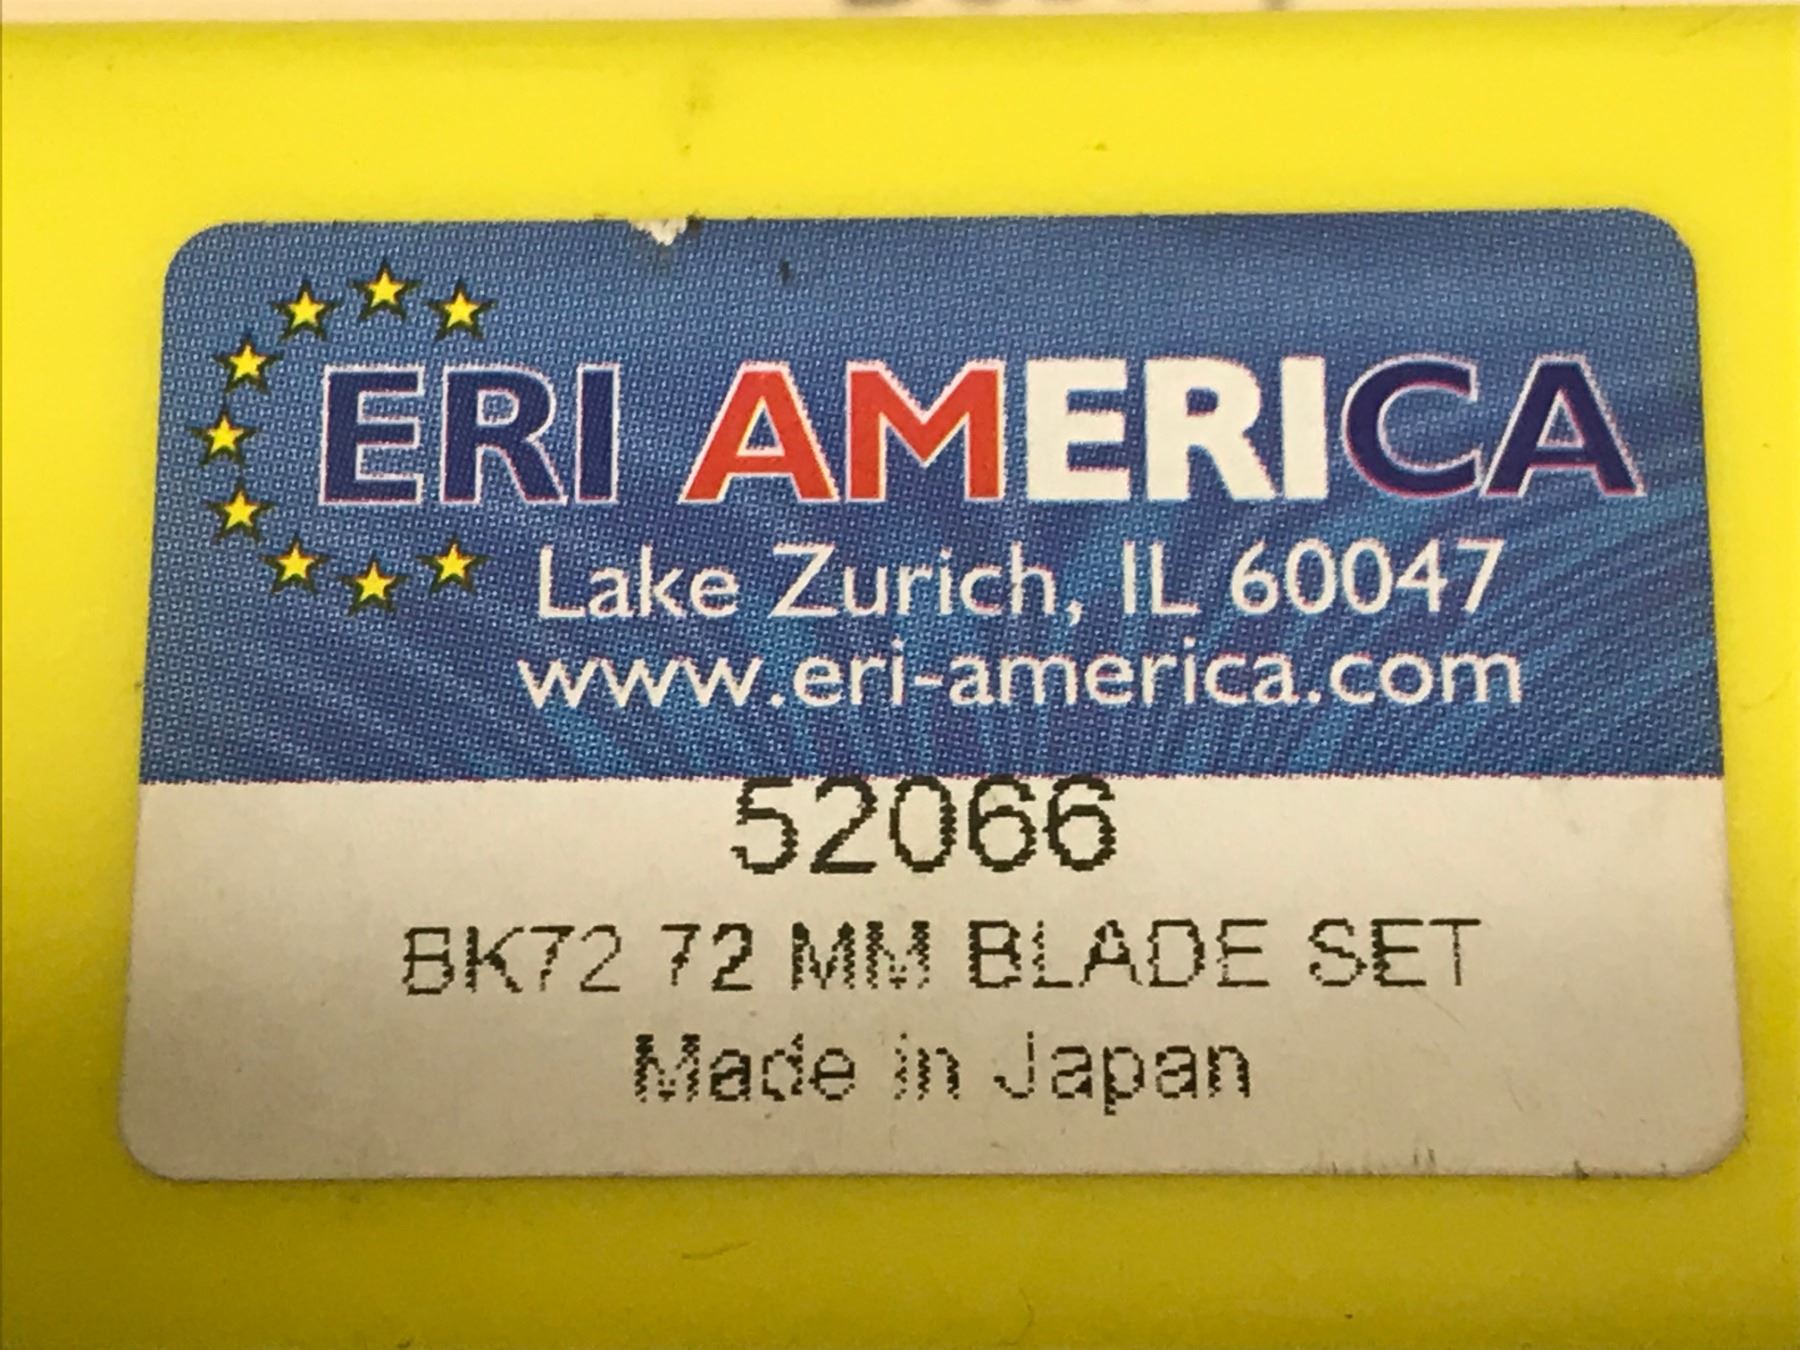 ERI AMERICA
Lake Zurich, IL 60047
www.eri-america.com
52066
BK72 72 MM BLADE SET
Made in Japan